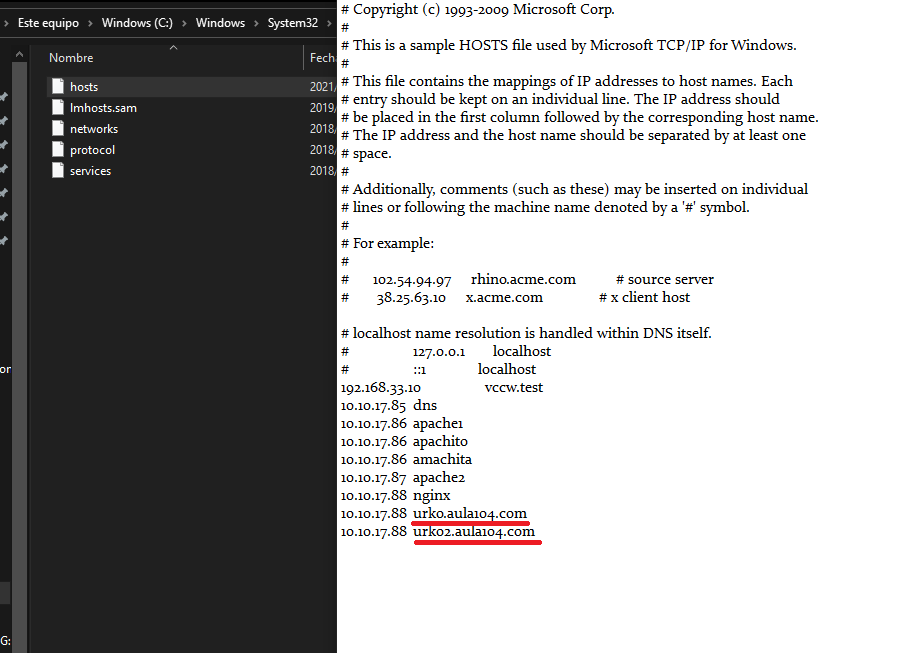 Este equipo > Windows (C:) > Windows > System32 >
Nombre
Fech
hosts 2021/
lmhosts.sam 2019/
networks 2018/
protocol 2018/
services 2018/
or
G:
# Copyright (c) 1993-2009 Microsoft Corp.
#
# This is a sample HOSTS file used by Microsoft TCP/IP for Windows.
#
# This file contains the mappings of IP addresses to host names. Each
# entry should be kept on an individual line. The IP address should
# be placed in the first column followed by the corresponding host name.
# The IP address and the host name should be separated by at least one
# space.
#
# Additionally, comments (such as these) may be inserted on individual
# lines or following the machine name denoted by a '#' symbol.
#
# For example:
#
# 102.54.94.97 rhino.acme.com # source server
# 38.25.63.10 x.acme.com # x client host
# localhost name resolution is handled within DNS itself.
# 127.0.0.1 localhost
# ::1 localhost
192.168.33.10 vccw.test
10.10.17.85 dns
10.10.17.86 apache1
10.10.17.86 apachito
10.10.17.86 amachita
10.10.17.87 apache2
10.10.17.88 nginx
10.10.17.88 urko.aula104.com
10.10.17.88 urko2.aula104.com